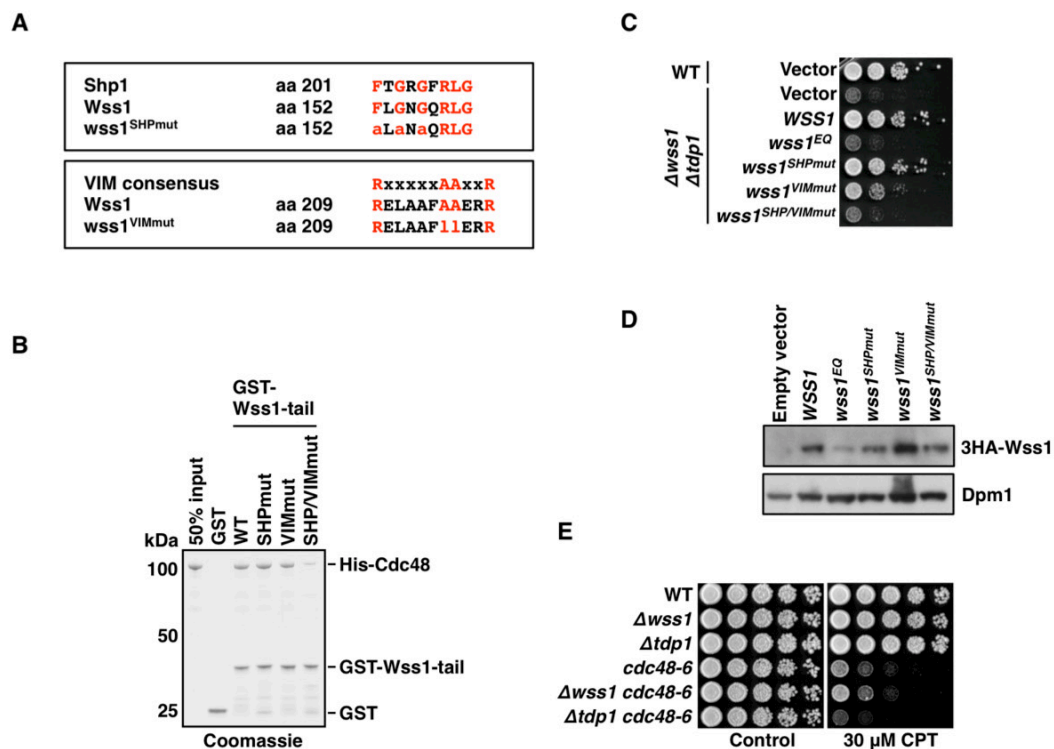 A
Shp1 aa 201 FTGRGFRLG
Wss1 aa 152 FLGNGQRLG
wss1SHPmut aa 152 aLaNaQRLG
VIM consensus RxxxxxAAxxR
Wss1 aa 209 RELAAFAAERR
wss1VIMmut aa 209 RELAAFllERR
B
GST-
Wss1-tail
kDa
50% input
GST
WT
SHPmut
VIMmut
SHP/VIMmut
100
His-Cdc48
50
GST-Wss1-tail
25
GST
Coomassie
C
WT
Vector
Δwss1
Δtdp1
Vector
WSS1
wss1EQ
wss1SHPmut
wss1VIMmut
wss1SHP/VIMmut
D
Empty vector
WSS1
wss1EQ
wss1SHPmut
wss1VIMmut
wss1SHP/VIMmut
3HA-Wss1
Dpm1
E
WT
Δwss1
Δtdp1
cdc48-6
Δwss1 cdc48-6
Δtdp1 cdc48-6
Control
30 µM CPT